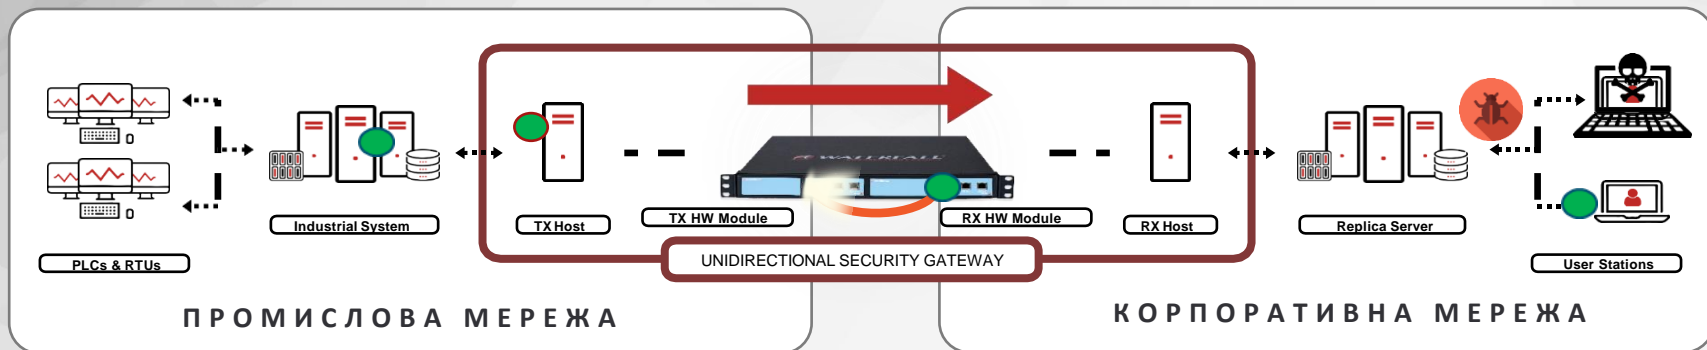 WATERFALL
Industrial System
TX Host
TX HW Module
RX HW Module
RX Host
Replica Server
PLCs & RTUs
UNIDIRECTIONAL SECURITY GATEWAY
User Stations
ПРОМИСЛОВА МЕРЕЖА
КОРПОРАТИВНА МЕРЕЖА